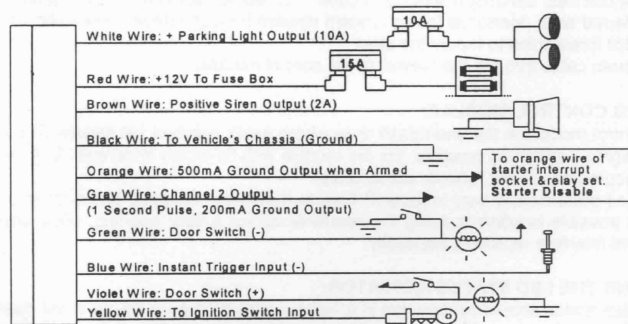 10A
White Wire: + Parking Light Output (10A)
15A
Red Wire: +12V To Fuse Box
Brown Wire: Positive Siren Output (2A)
Black Wire: To Vehicle's Chassis (Ground)
Orange Wire: 500mA Ground Output when Armed
To orange wire of
starter interrupt
socket & relay set.
Starter Disable
Gray Wire: Channel 2 Output
(1 Second Pulse, 200mA Ground Output)
Green Wire: Door Switch (-)
Blue Wire: Instant Trigger Input (-)
Violet Wire: Door Switch (+)
Yellow Wire: To Ignition Switch Input